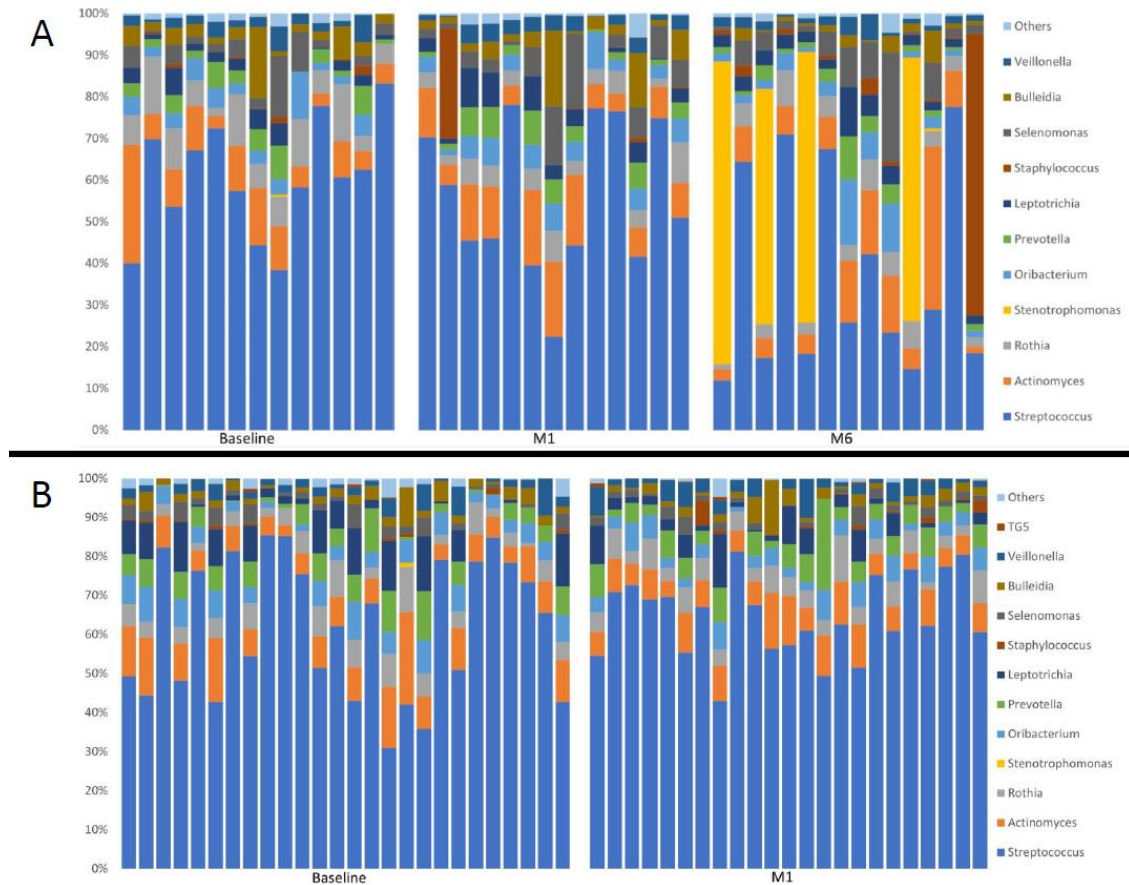 A
100%
90%
80%
70%
60%
50%
40%
30%
20%
10%
0%
Baseline
M1
M6
Others
Veillonella
Bulleidia
Selenomonas
Staphylococcus
Leptotrichia
Prevotella
Oribacterium
Stenotrophomonas
Rothia
Actinomyces
Streptococcus
B
100%
90%
80%
70%
60%
50%
40%
30%
20%
10%
0%
Baseline
M1
Others
TG5
Veillonella
Bulleidia
Selenomonas
Staphylococcus
Leptotrichia
Prevotella
Oribacterium
Stenotrophomonas
Rothia
Actinomyces
Streptococcus